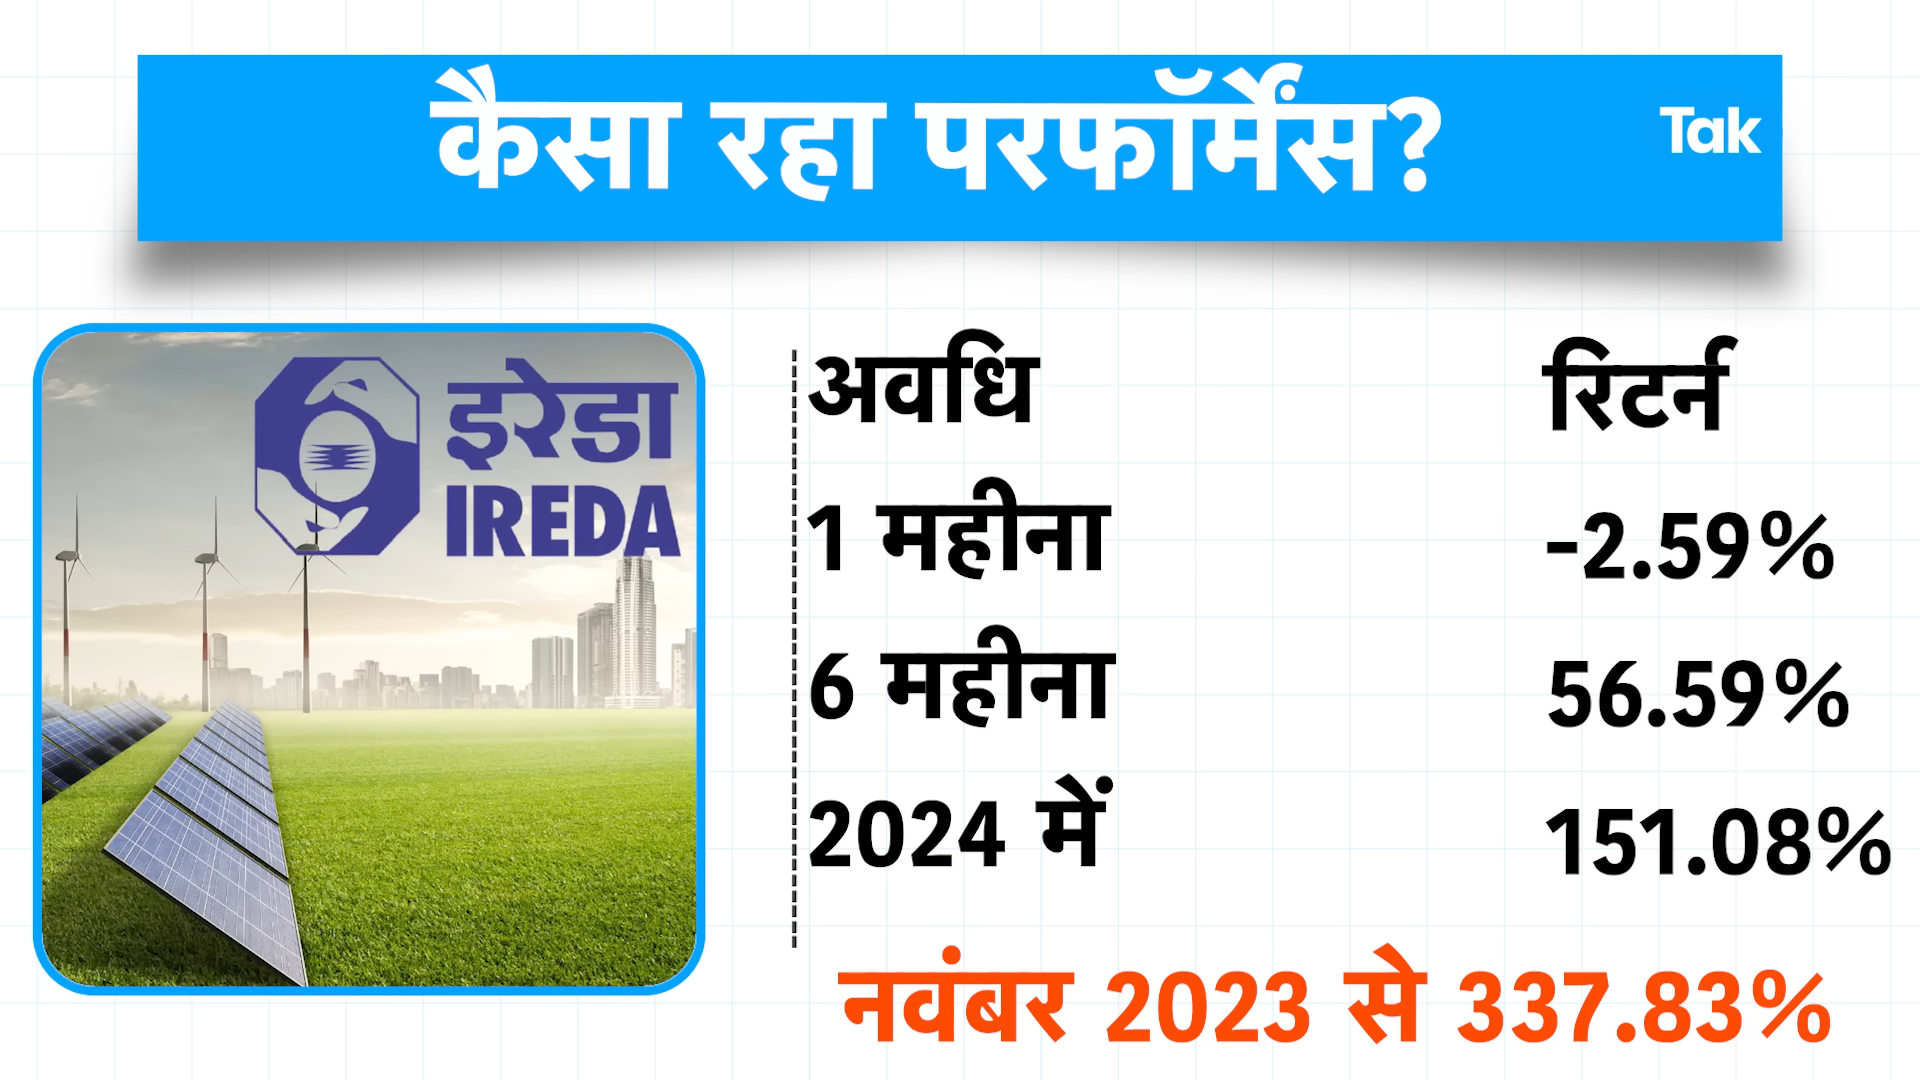 कैसा रहा परफॉर्मेंस?
Tak
इरेडा
IREDA
अवधि रिटर्न
1 महीना -2.59%
6 महीना 56.59%
2024 में 151.08%
नवंबर 2023 से 337.83%